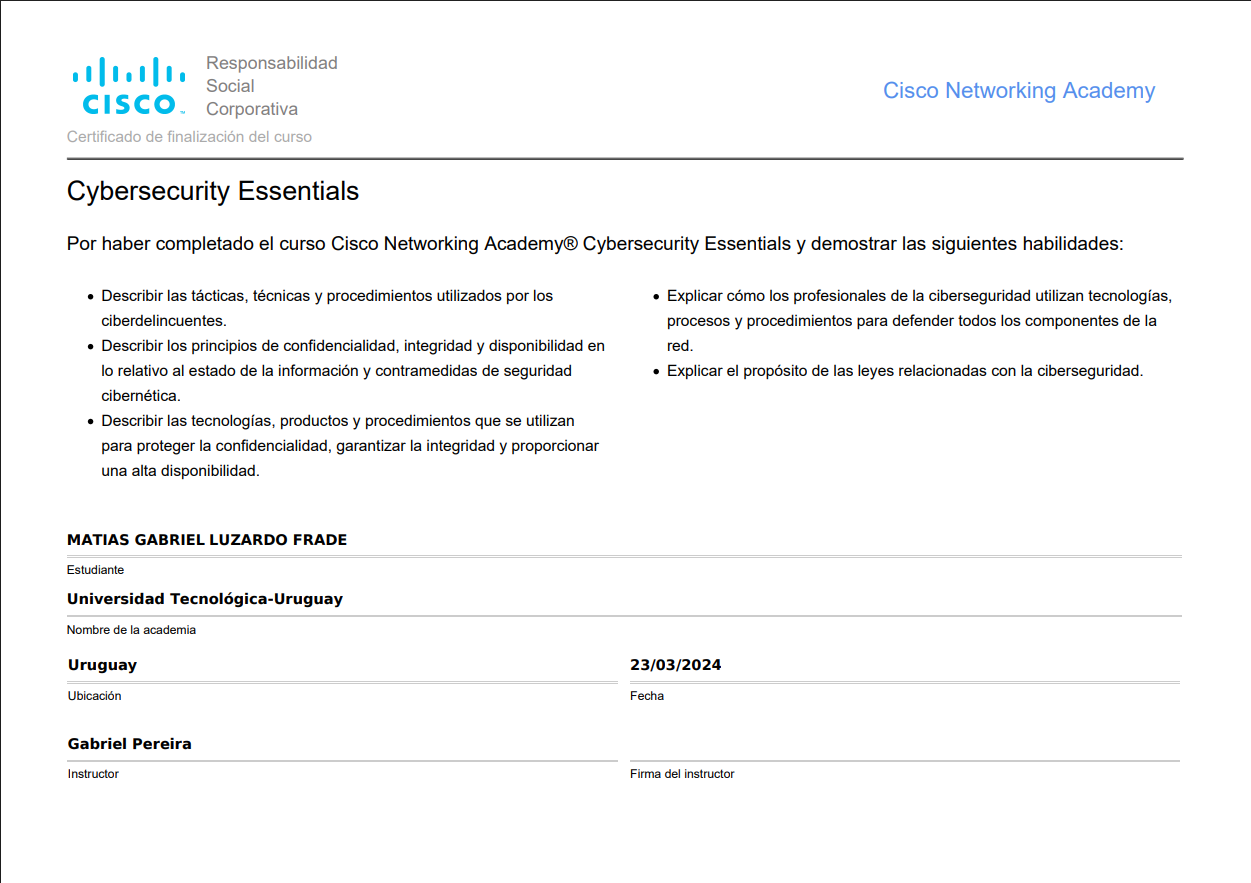 CISCO
Responsabilidad
Social
Corporativa
Cisco Networking Academy
Certificado de finalización del curso
Cybersecurity Essentials
Por haber completado el curso Cisco Networking Academy® Cybersecurity Essentials y demostrar las siguientes habilidades:
• Describir las tácticas, técnicas y procedimientos utilizados por los
ciberdelincuentes.
• Describir los principios de confidencialidad, integridad y disponibilidad en
lo relativo al estado de la información y contramedidas de seguridad
cibernética.
• Describir las tecnologías, productos y procedimientos que se utilizan
para proteger la confidencialidad, garantizar la integridad y proporcionar
una alta disponibilidad.
• Explicar cómo los profesionales de la ciberseguridad utilizan tecnologías,
procesos y procedimientos para defender todos los componentes de la
red.
• Explicar el propósito de las leyes relacionadas con la ciberseguridad.
MATIAS GABRIEL LUZARDO FRADE
Estudiante
Universidad Tecnológica-Uruguay
Nombre de la academia
Uruguay
Ubicación
23/03/2024
Fecha
Gabriel Pereira
Instructor
Firma del instructor